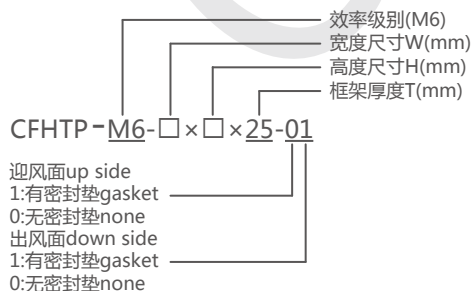 效率级别(M6)
宽度尺寸W(mm)
高度尺寸H(mm)
框架厚度T(mm)
CFHTP-M6-□×□×25-01
迎风面up side
1:有密封垫gasket
0:无密封垫none
出风面down side
1:有密封垫gasket
0:无密封垫none